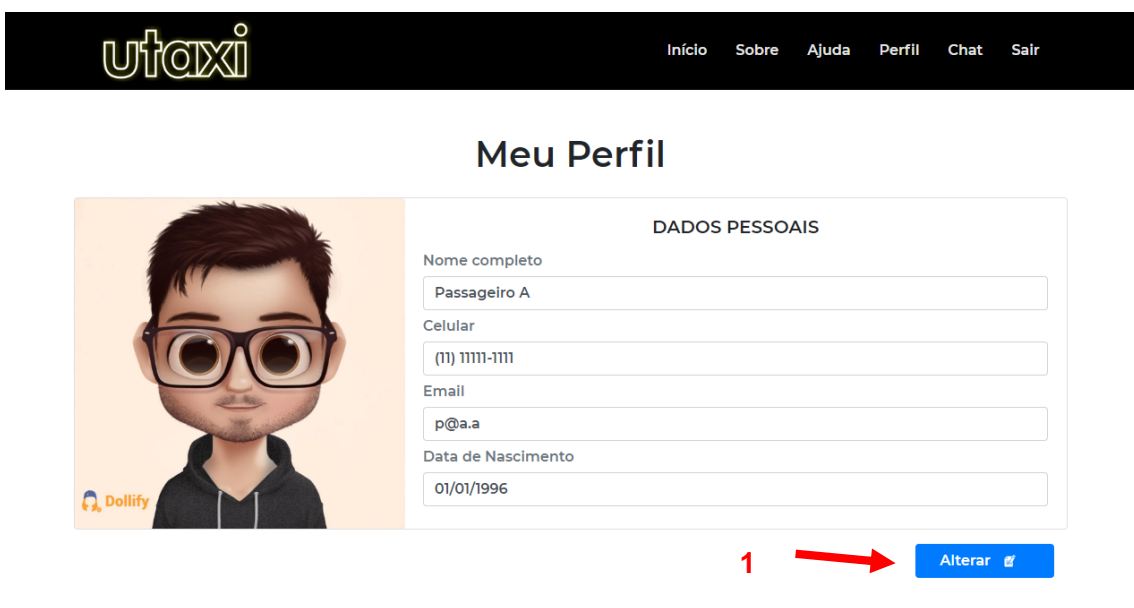 utaxi
Início Sobre Ajuda Perfil Chat Sair
Meu Perfil
DADOS PESSOAIS
Nome completo
Passageiro A
Celular
(11) 11111-1111
Email
p@a.a
Data de Nascimento
01/01/1996
Dollify
1
Alterar